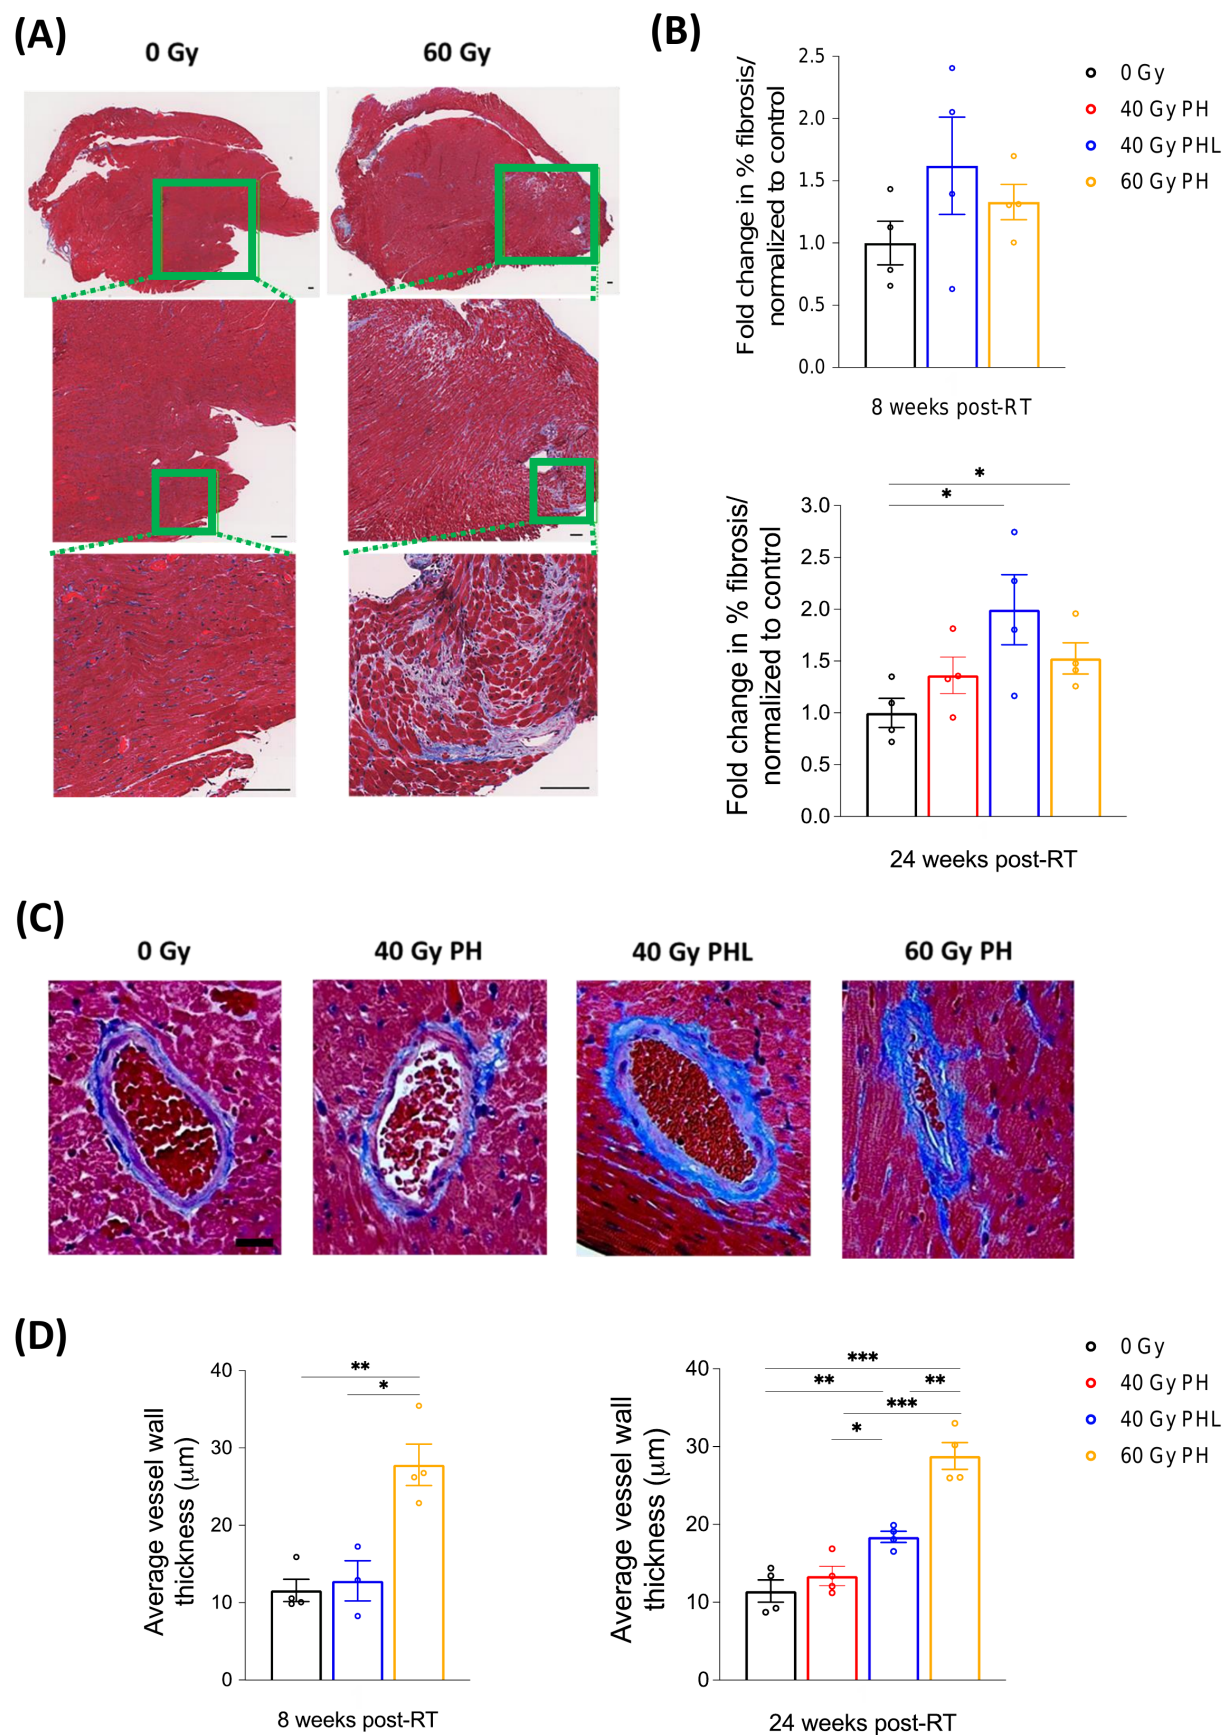 (A)
0 Gy
60 Gy
(B)
Fold change in % fibrosis/
normalized to control
2.5
2.0
1.5
1.0
0.5
0.0
8 weeks post-RT
0 Gy
40 Gy PH
40 Gy PHL
60 Gy PH
Fold change in % fibrosis/
normalized to control
*
*
3.0
2.5
2.0
1.5
1.0
0.5
0.0
24 weeks post-RT
(C)
0 Gy
40 Gy PH
40 Gy PHL
60 Gy PH
(D)
Average vessel wall
thickness (μm)
**
*
40
30
20
10
0
8 weeks post-RT
Average vessel wall
thickness (μm)
***
** **
***
*
40
30
20
10
0
24 weeks post-RT
0 Gy
40 Gy PH
40 Gy PHL
60 Gy PH